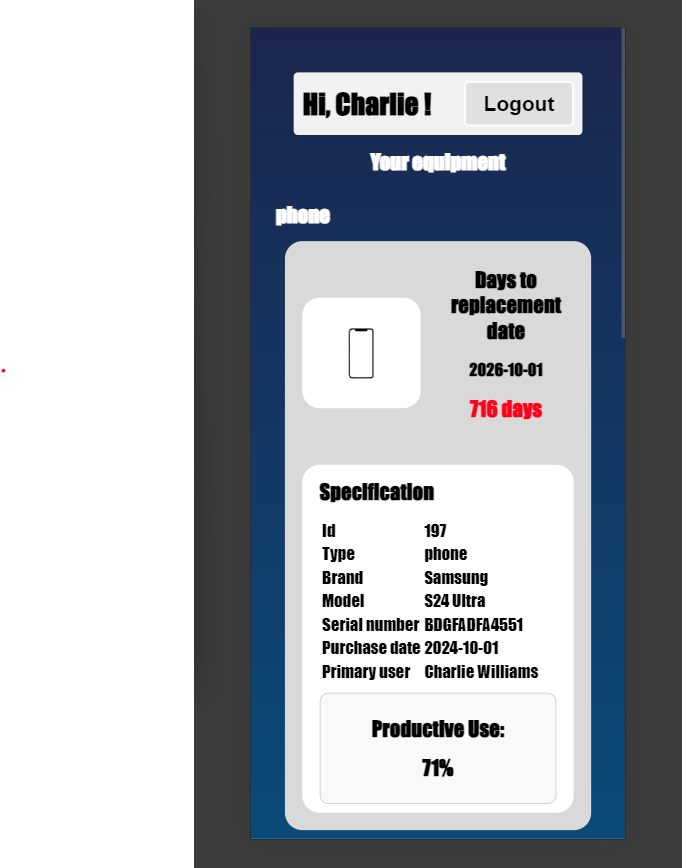 Hi, Charlie !
Logout
Your equipment
phone
Days to
replacement
date
2026-10-01
716 days
Specification
Id 197
Type phone
Brand Samsung
Model S24 Ultra
Serial number BDGFADFA4551
Purchase date 2024-10-01
Primary user Charlie Williams
Productive Use:
71%